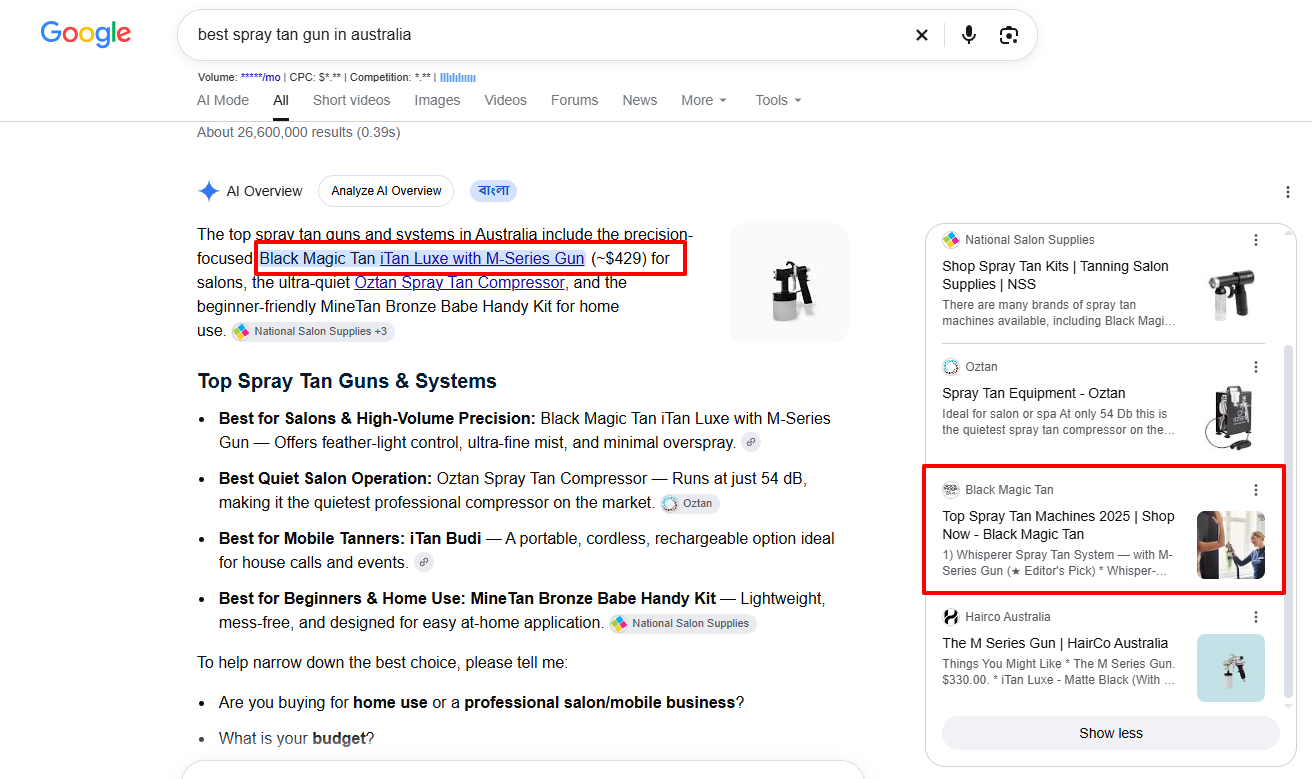 Google
best spray tan gun in australia
Volume: *****/mo | CPC: $*.** | Competition: *.** |
AI Mode
All
Short videos
Images
Videos
Forums
News
More
Tools
About 26,600,000 results (0.39s)
AI Overview
Analyze AI Overview
বাংলা
The top spray tan guns and systems in Australia include the precision-
focused Black Magic Tan iTan Luxe with M-Series Gun (~$429) for
salons, the ultra-quiet Oztan Spray Tan Compressor, and the
beginner-friendly MineTan Bronze Babe Handy Kit for home
use. National Salon Supplies +3
Top Spray Tan Guns & Systems
• Best for Salons & High-Volume Precision: Black Magic Tan iTan Luxe with M-Series
Gun — Offers feather-light control, ultra-fine mist, and minimal overspray.
• Best Quiet Salon Operation: Oztan Spray Tan Compressor — Runs at just 54 dB,
making it the quietest professional compressor on the market. Oztan
• Best for Mobile Tanners: iTan Budi — A portable, cordless, rechargeable option ideal
for house calls and events.
• Best for Beginners & Home Use: MineTan Bronze Babe Handy Kit — Lightweight,
mess-free, and designed for easy at-home application. National Salon Supplies
To help narrow down the best choice, please tell me:
• Are you buying for home use or a professional salon/mobile business?
• What is your budget?
National Salon Supplies
Shop Spray Tan Kits | Tanning Salon
Supplies | NSS
There are many brands of spray tan
machines available, including Black Magi...
Oztan
Spray Tan Equipment - Oztan
Ideal for salon or spa At only 54 Db this is
the quietest spray tan compressor on the...
Black Magic Tan
Top Spray Tan Machines 2025 | Shop
Now - Black Magic Tan
1) Whisperer Spray Tan System — with M-
Series Gun (★ Editor's Pick) * Whisper-...
Hairco Australia
The M Series Gun | HairCo Australia
Things You Might Like * The M Series Gun.
$330.00. * iTan Luxe - Matte Black (With ...
Show less